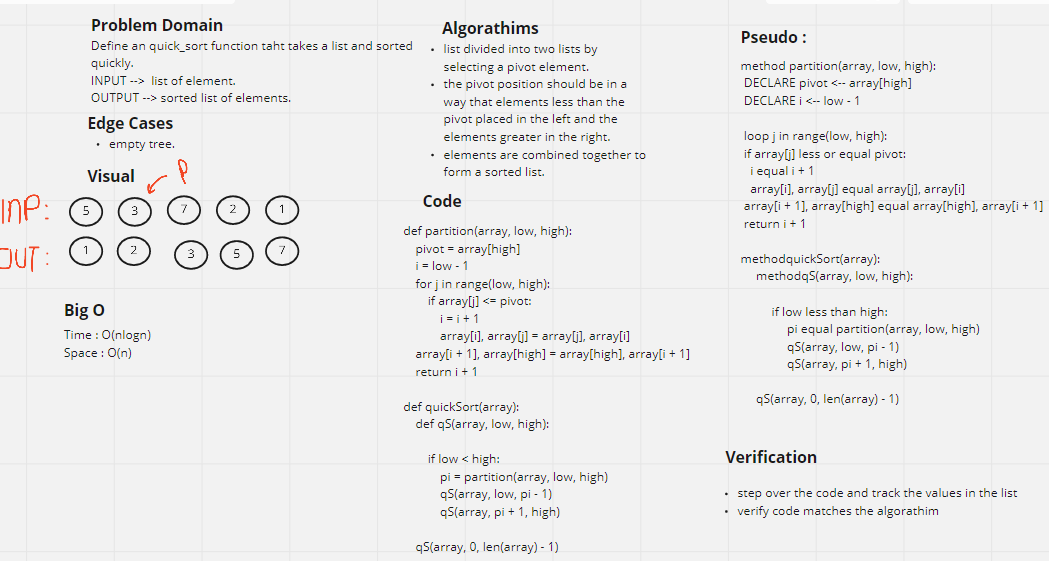 Problem Domain
Define an quick_sort function taht takes a list and sorted
quickly.
INPUT --> list of element.
OUTPUT --> sorted list of elements.
Edge Cases
• empty tree.
Visual
P
INP:
5 3 7 2 1
OUT:
1 2 3 5 7
Big O
Time : O(nlogn)
Space : O(n)
Algorathims
• list divided into two lists by
selecting a pivot element.
• the pivot position should be in a
way that elements less than the
pivot placed in the left and the
elements greater in the right.
• elements are combined together to
form a sorted list.
Code
def partition(array, low, high):
pivot = array[high]
i = low - 1
for j in range(low, high):
if array[j] <= pivot:
i = i + 1
array[i], array[j] = array[j], array[i]
array[i + 1], array[high] = array[high], array[i + 1]
return i + 1
def quickSort(array):
def qS(array, low, high):
if low < high:
pi = partition(array, low, high)
qS(array, low, pi - 1)
qS(array, pi + 1, high)
qS(array, 0, len(array) - 1)
Pseudo :
method partition(array, low, high):
DECLARE pivot <-- array[high]
DECLARE i <-- low - 1
loop j in range(low, high):
if array[j] less or equal pivot:
i equal i + 1
array[i], array[j] equal array[j], array[i]
array[i + 1], array[high] equal array[high], array[i + 1]
return i + 1
methodquickSort(array):
methodqS(array, low, high):
if low less than high:
pi equal partition(array, low, high)
qS(array, low, pi - 1)
qS(array, pi + 1, high)
qS(array, 0, len(array) - 1)
Verification
• step over the code and track the values in the list
• verify code matches the algorathim